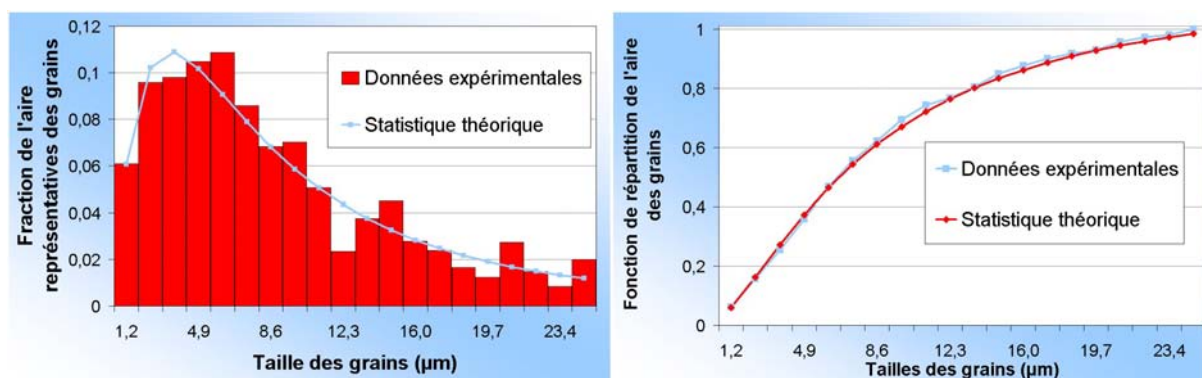 0,12
0,1
0,08
0,06
0,04
0,02
0
Fraction de l'aire
représentatives des grains
Données expérimentales
Statistique théorique
1,2 4,9 8,6 12,3 16,0 19,7 23,4
Taille des grains (µm)
1
0,8
0,6
0,4
0,2
0
Fonction de répartition de l'aire
des grains
Données expérimentales
Statistique théorique
1,2 4,9 8,6 12,3 16,0 19,7 23,4
Tailles des grains (µm)